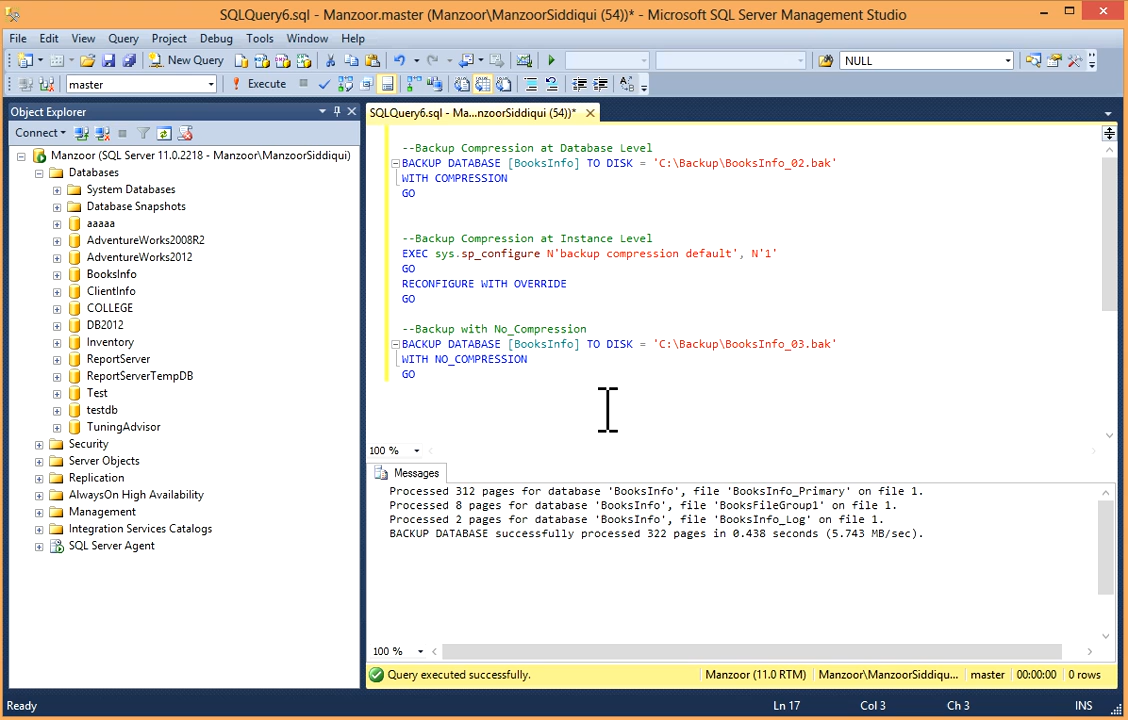 SQLQuery6.sql - Manzoor.master (Manzoor\ManzoorSiddiqui (54))* - Microsoft SQL Server Management Studio
File Edit View Query Project Debug Tools Window Help
New Query NULL
master Execute
Object Explorer
SQLQuery6.sql - Ma...nzoorSiddiqui (54))*
Connect
Manzoor (SQL Server 11.0.2218 - Manzoor\ManzoorSiddiqui)
Databases
System Databases
Database Snapshots
aaaaa
AdventureWorks2008R2
AdventureWorks2012
BooksInfo
ClientInfo
COLLEGE
DB2012
Inventory
ReportServer
ReportServerTempDB
Test
testdb
TuningAdvisor
Security
Server Objects
Replication
AlwaysOn High Availability
Management
Integration Services Catalogs
SQL Server Agent
--Backup Compression at Database Level
BACKUP DATABASE [BooksInfo] TO DISK = 'C:\Backup\BooksInfo_02.bak'
WITH COMPRESSION
GO
--Backup Compression at Instance Level
EXEC sys.sp_configure N'backup compression default', N'1'
GO
RECONFIGURE WITH OVERRIDE
GO
--Backup with No_Compression
BACKUP DATABASE [BooksInfo] TO DISK = 'C:\Backup\BooksInfo_03.bak'
WITH NO_COMPRESSION
GO
100 %
Messages
Processed 312 pages for database 'BooksInfo', file 'BooksInfo_Primary' on file 1.
Processed 8 pages for database 'BooksInfo', file 'BooksFileGroup1' on file 1.
Processed 2 pages for database 'BooksInfo', file 'BooksInfo_Log' on file 1.
BACKUP DATABASE successfully processed 322 pages in 0.438 seconds (5.743 MB/sec).
100 %
Query executed successfully. Manzoor (11.0 RTM) Manzoor\ManzoorSiddiqu... master 00:00:00 0 rows
Ready Ln 17 Col 3 Ch 3 INS